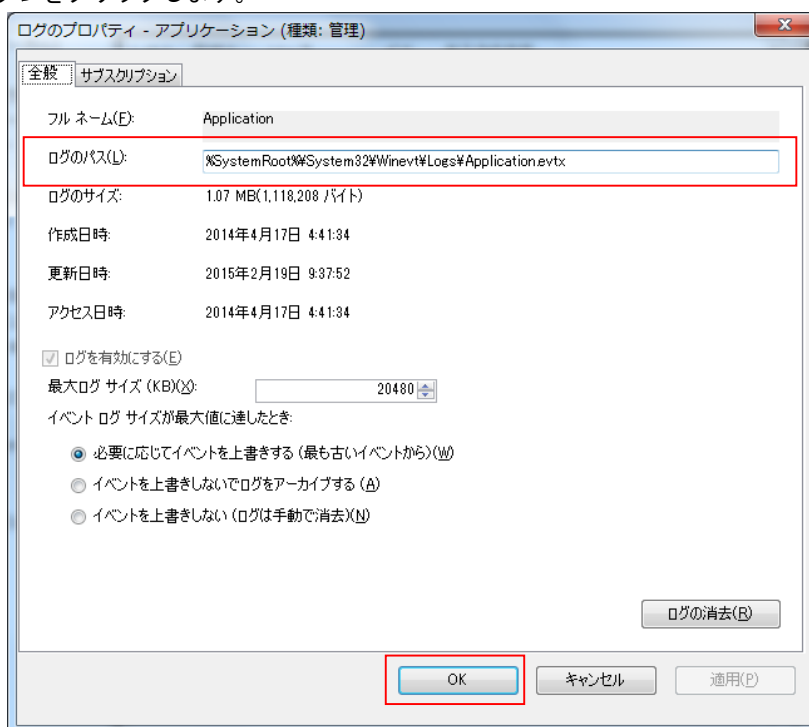 ンをクリックします。
ログのプロパティ - アプリケーション (種類: 管理)
全般 サブスクリプション
フル ネーム(F): Application
ログのパス(L): %SystemRoot%¥System32¥Winevt¥Logs¥Application.evtx
ログのサイズ: 1.07 MB(1,118,208 バイト)
作成日時: 2014年4月17日 4:41:34
更新日時: 2015年2月19日 9:37:52
アクセス日時: 2014年4月17日 4:41:34
ログを有効にする(E)
最大ログ サイズ (KB)(X): 20480
イベント ログ サイズが最大値に達したとき:
必要に応じてイベントを上書きする (最も古いイベントから)(W)
イベントを上書きしないでログをアーカイブする (A)
イベントを上書きしない (ログは手動で消去)(N)
ログの消去(R)
OK キャンセル 適用(P)